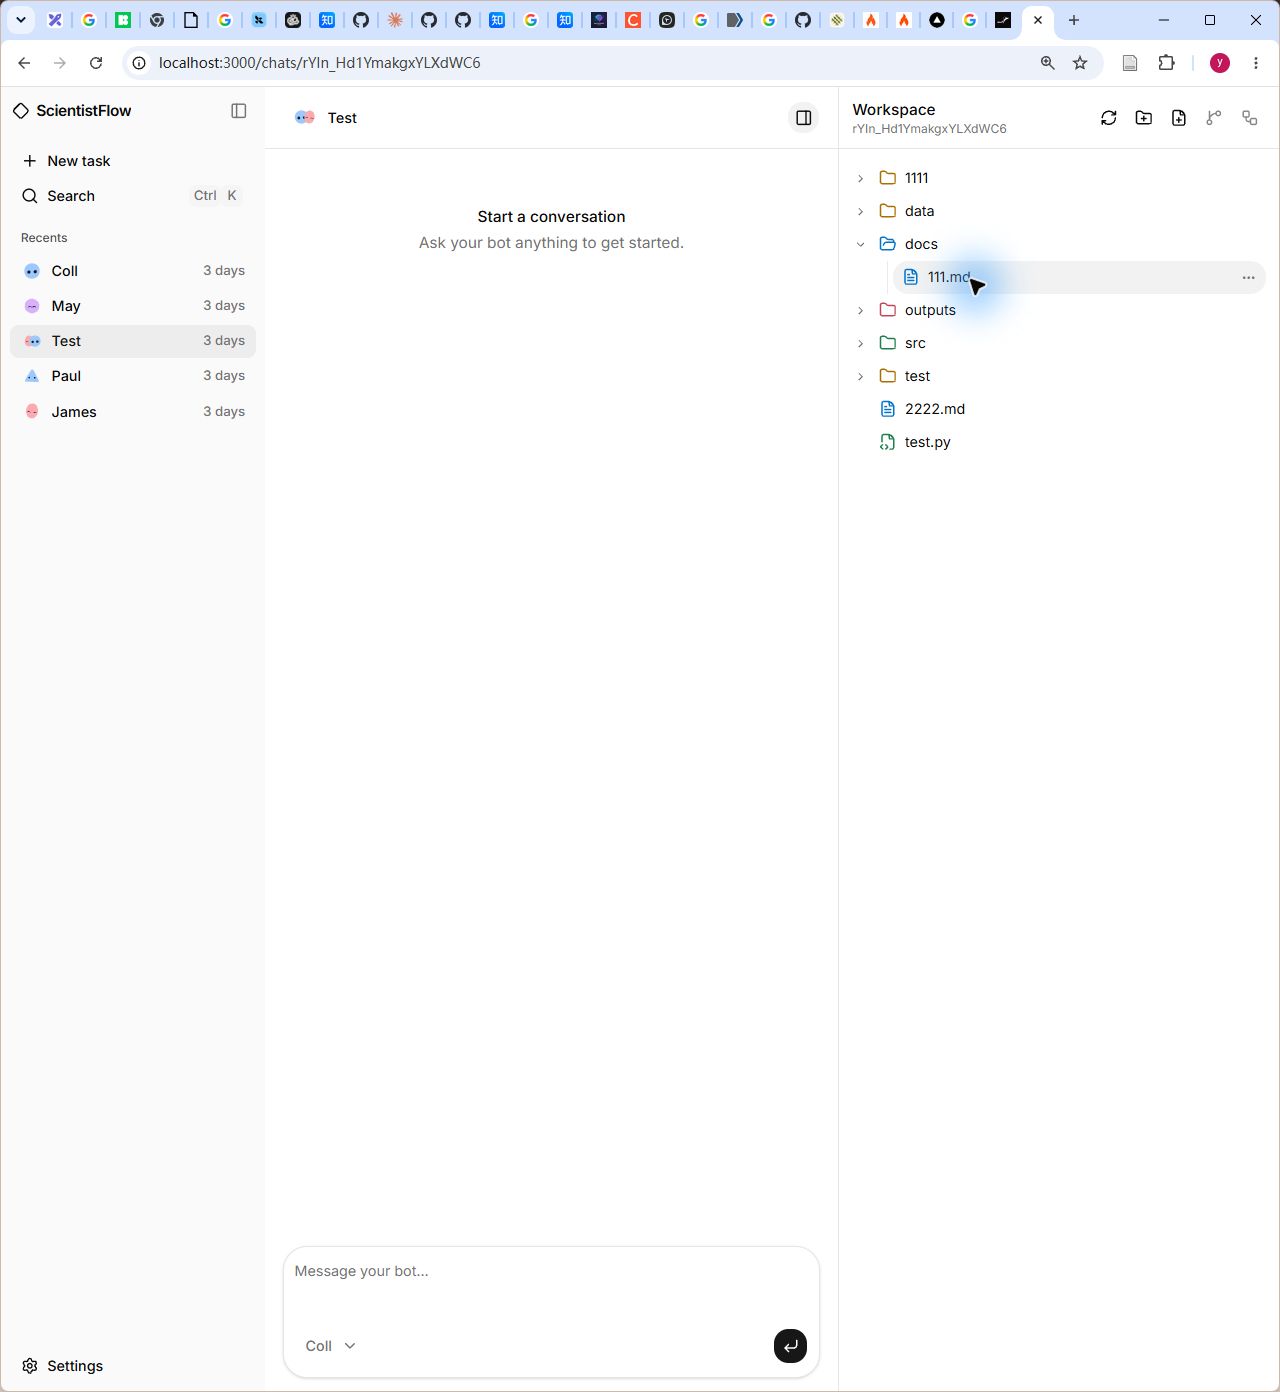 localhost:3000/chats/rYIn_Hd1YmakgxYLXdWC6
y
ScientistFlow
New task
Search Ctrl K
Recents
Coll 3 days
May 3 days
Test 3 days
Paul 3 days
James 3 days
Settings
Test
Start a conversation
Ask your bot anything to get started.
Message your bot...
Coll
Workspace
rYIn_Hd1YmakgxYLXdWC6
1111
data
docs
111.md
outputs
src
test
2222.md
test.py